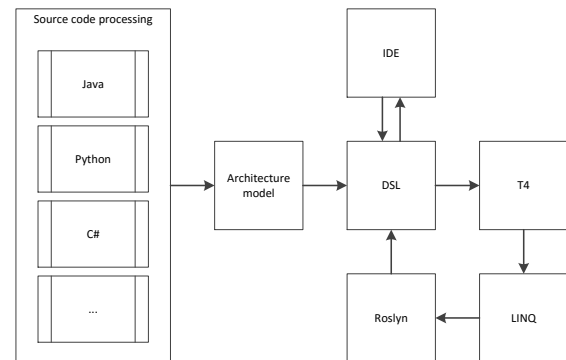 Source code processing
Java
Python
C#
...
Architecture
model
IDE
DSL
T4
Roslyn
LINQ